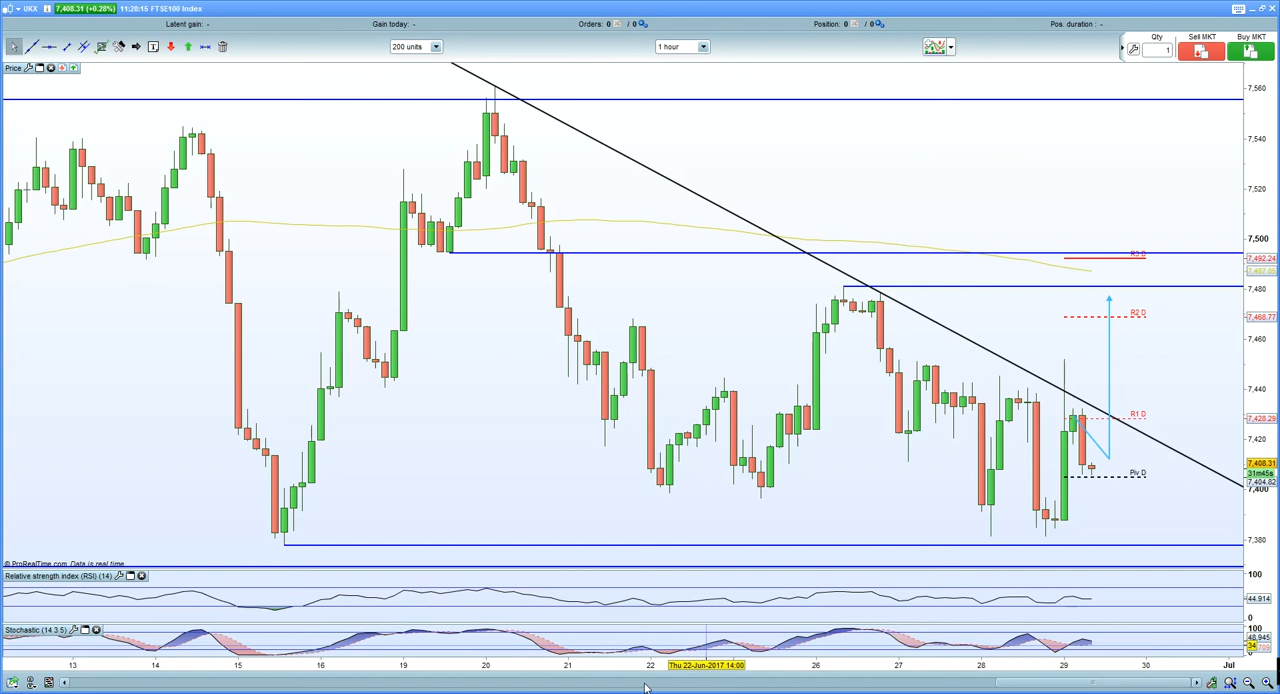 UKX 7,408.31 (+0.28%) 11:28:15 FTSE100 Index
Latent gain: - Gain today: - Orders: 0 / 0 Position: 0 / 0 Pos. duration : -
200 units 1 hour Qty 1 Sell MKT Buy MKT
Price
7,560
7,540
7,520
7,500
R3 D 7,492.24
7,480
R2 D 7,468.77
7,460
7,440
R1 D 7,428.29
7,420
7,408.31
31m45s
Piv D 7,404.82
7,400
7,380
© ProRealTime.com Data is real time
Relative strength index (RSI) (14) 100
44.914
0
Stochastic (14 3 5) 100
48.945
34
13 14 15 16 19 20 21 22 Thu 22-Jun-2017 14:00 26 27 28 29 30 Jul